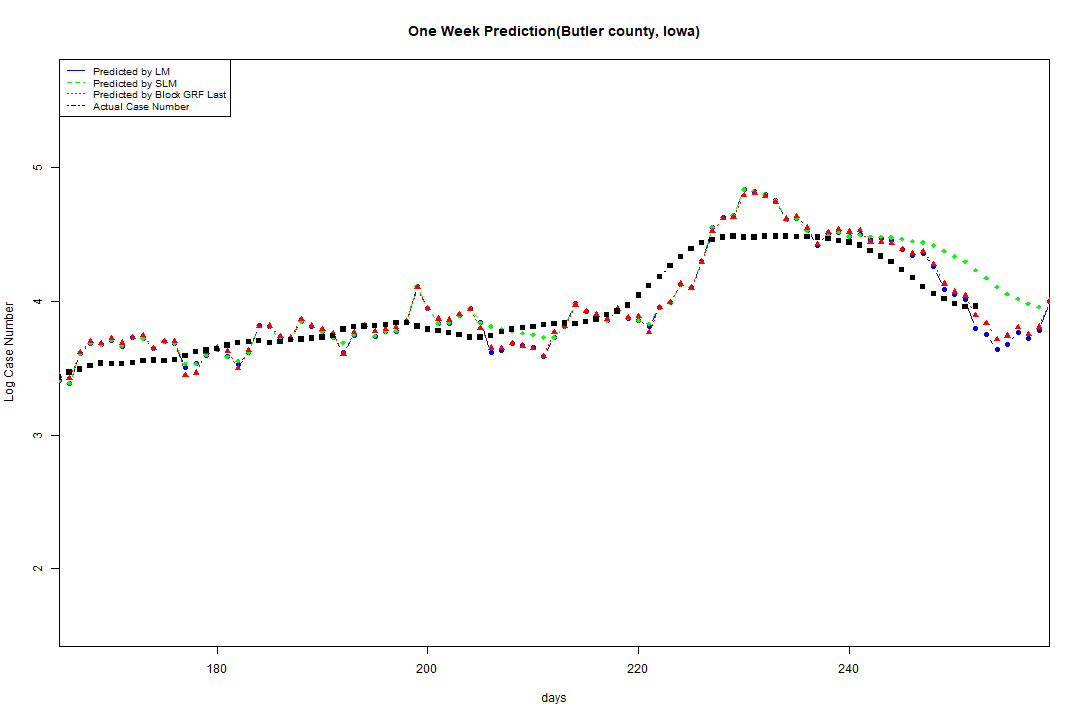 One Week Prediction(Butler county, Iowa)
Predicted by LM
Predicted by SLM
Predicted by Block GRF Last
Actual Case Number
5
4
3
2
Log Case Number
180 200 220 240
days